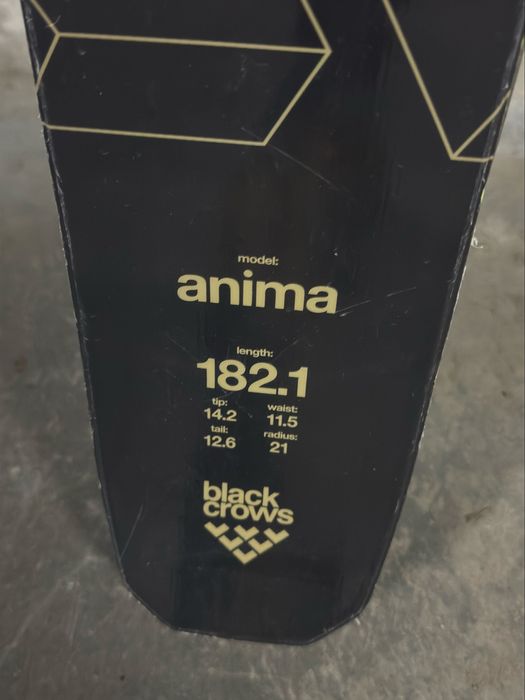 model:
anima
length:
182.1
tip: waist:
14.2 11.5
tail: radius:
12.6 21
black
crows